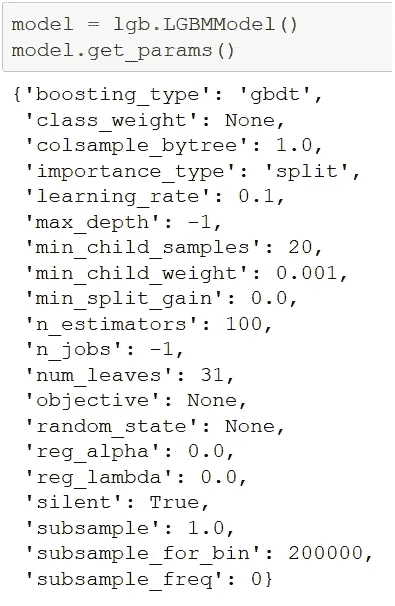 model = lgb.LGBMModel()
model.get_params()
{'boosting_type': 'gbdt',
'class_weight': None,
'colsample_bytree': 1.0,
'importance_type': 'split',
'learning_rate': 0.1,
'max_depth': -1,
'min_child_samples': 20,
'min_child_weight': 0.001,
'min_split_gain': 0.0,
'n_estimators': 100,
'n_jobs': -1,
'num_leaves': 31,
'objective': None,
'random_state': None,
'reg_alpha': 0.0,
'reg_lambda': 0.0,
'silent': True,
'subsample': 1.0,
'subsample_for_bin': 200000,
'subsample_freq': 0}